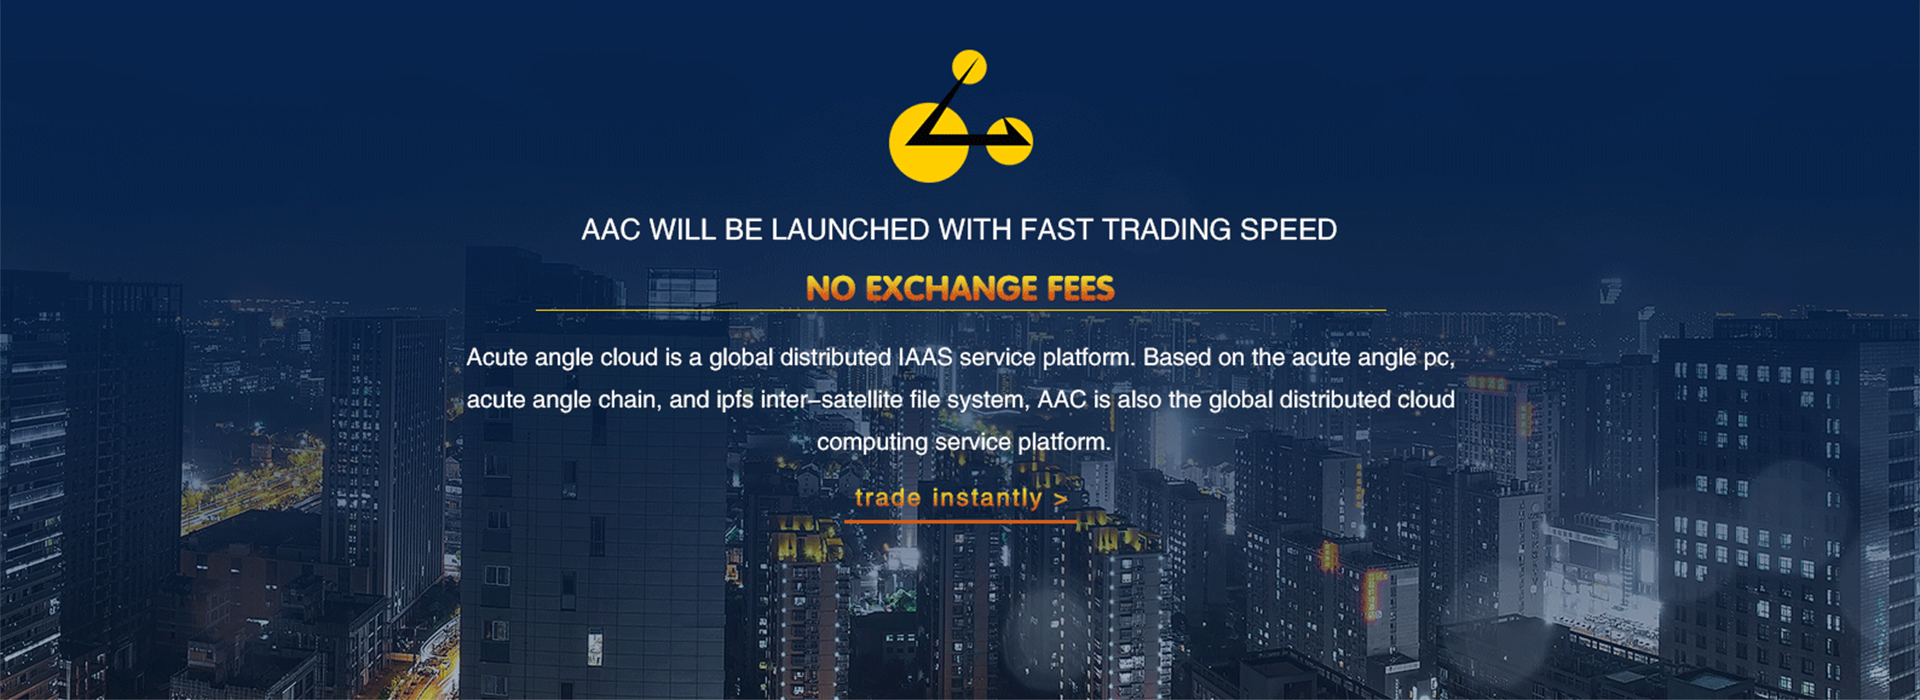 AAC WILL BE LAUNCHED WITH FAST TRADING SPEED
NO EXCHANGE FEES
Acute angle cloud is a global distributed IAAS service platform. Based on the acute angle pc,
acute angle chain, and ipfs inter–satellite file system, AAC is also the global distributed cloud
computing service platform.
trade instantly >